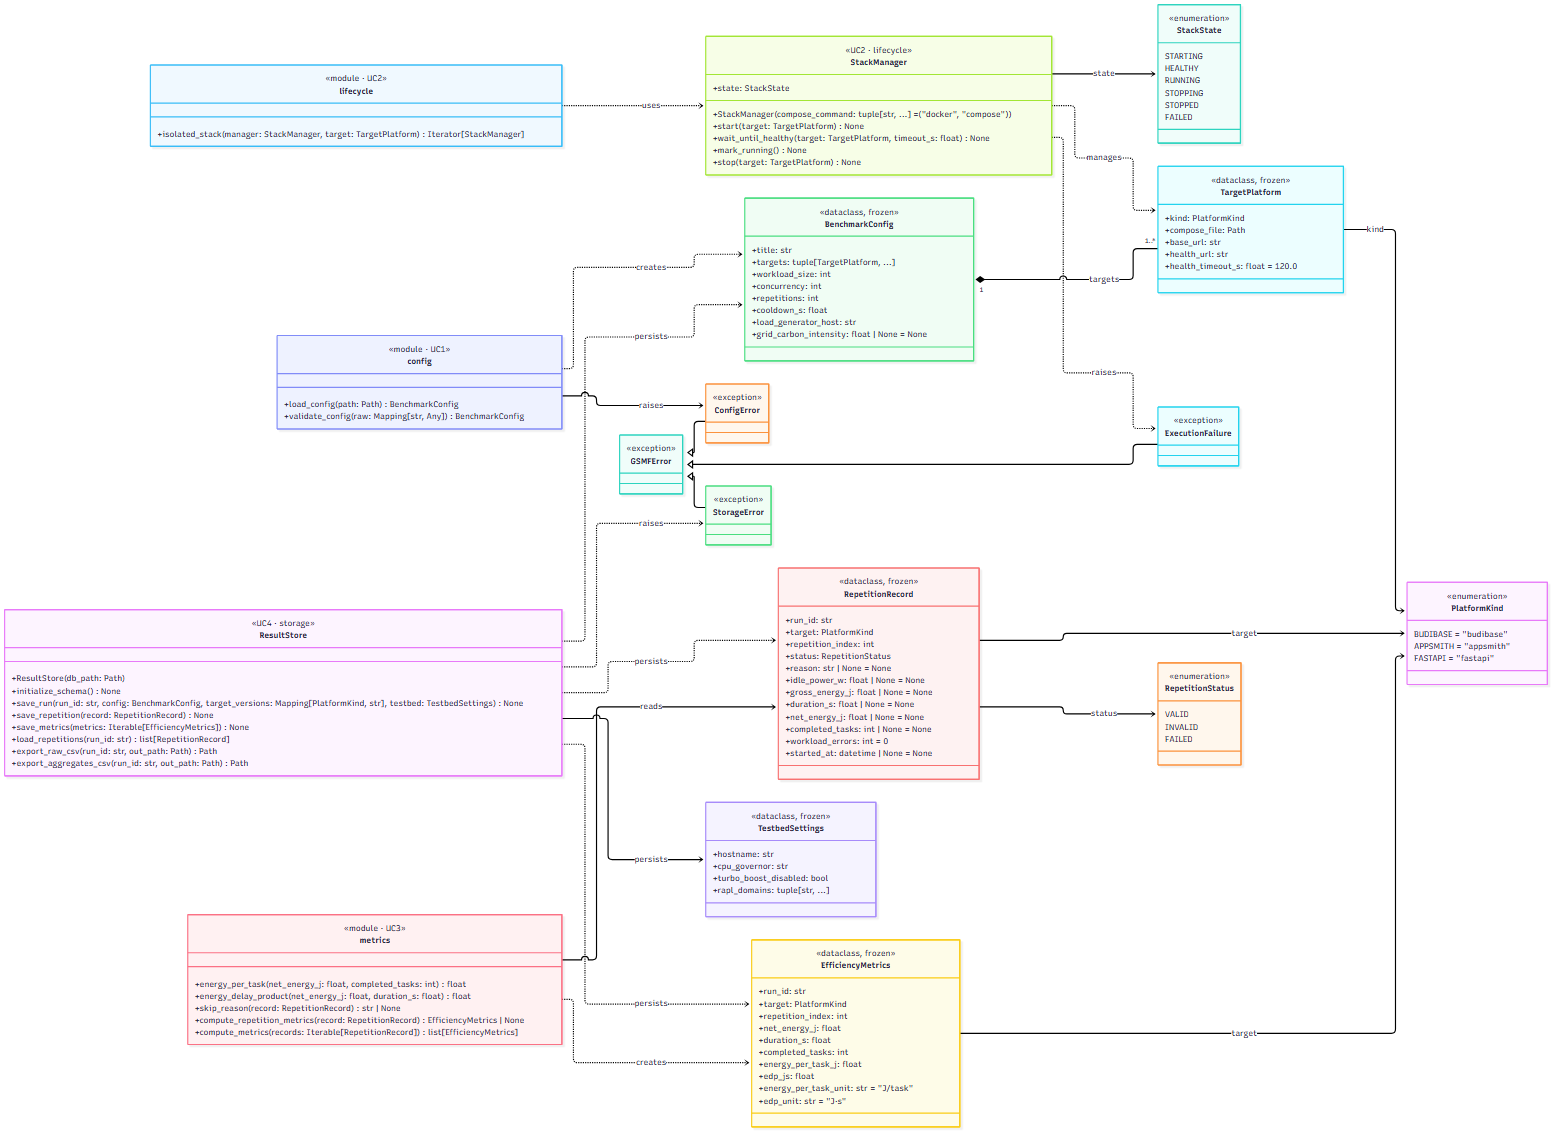 «module · UC2»
lifecycle
+isolated_stack(manager: StackManager, target: TargetPlatform) : Iterator[StackManager]
uses
«UC2 · lifecycle»
StackManager
+state: StackState
+StackManager(compose_command: tuple[str, ...] =("docker", "compose"))
+start(target: TargetPlatform) : None
+wait_until_healthy(target: TargetPlatform, timeout_s: float) : None
+mark_running() : None
+stop(target: TargetPlatform) : None
state
«enumeration»
StackState
STARTING
HEALTHY
RUNNING
STOPPING
STOPPED
FAILED
manages
«dataclass, frozen»
TargetPlatform
+kind: PlatformKind
+compose_file: Path
+base_url: str
+health_url: str
+health_timeout_s: float = 120.0
kind
«dataclass, frozen»
BenchmarkConfig
+title: str
+targets: tuple[TargetPlatform, ...]
+workload_size: int
+concurrency: int
+repetitions: int
+cooldown_s: float
+load_generator_host: str
+grid_carbon_intensity: float | None = None
1
targets
1..*
creates
persists
«module · UC1»
config
+load_config(path: Path) : BenchmarkConfig
+validate_config(raw: Mapping[str, Any]) : BenchmarkConfig
raises
«exception»
ConfigError
raises
«exception»
ExecutionFailure
«exception»
GSMFError
«exception»
StorageError
raises
«UC4 · storage»
ResultStore
+ResultStore(db_path: Path)
+initialize_schema() : None
+save_run(run_id: str, config: BenchmarkConfig, target_versions: Mapping[PlatformKind, str], testbed: TestbedSettings) : None
+save_repetition(record: RepetitionRecord) : None
+save_metrics(metrics: Iterable[EfficiencyMetrics]) : None
+load_repetitions(run_id: str) : list[RepetitionRecord]
+export_raw_csv(run_id: str, out_path: Path) : Path
+export_aggregates_csv(run_id: str, out_path: Path) : Path
persists
reads
«dataclass, frozen»
RepetitionRecord
+run_id: str
+target: PlatformKind
+repetition_index: int
+status: RepetitionStatus
+reason: str | None = None
+idle_power_w: float | None = None
+gross_energy_j: float | None = None
+duration_s: float | None = None
+net_energy_j: float | None = None
+completed_tasks: int | None = None
+workload_errors: int = 0
+started_at: datetime | None = None
target
status
«enumeration»
PlatformKind
BUDIBASE = "budibase"
APPSMITH = "appsmith"
FASTAPI = "fastapi"
«enumeration»
RepetitionStatus
VALID
INVALID
FAILED
persists
«dataclass, frozen»
TestbedSettings
+hostname: str
+cpu_governor: str
+turbo_boost_disabled: bool
+rapl_domains: tuple[str, ...]
«module · UC3»
metrics
+energy_per_task(net_energy_j: float, completed_tasks: int) : float
+energy_delay_product(net_energy_j: float, duration_s: float) : float
+skip_reason(record: RepetitionRecord) : str | None
+compute_repetition_metrics(record: RepetitionRecord) : EfficiencyMetrics | None
+compute_metrics(records: Iterable[RepetitionRecord]) : list[EfficiencyMetrics]
persists
creates
«dataclass, frozen»
EfficiencyMetrics
+run_id: str
+target: PlatformKind
+repetition_index: int
+net_energy_j: float
+duration_s: float
+completed_tasks: int
+energy_per_task_j: float
+edp_js: float
+energy_per_task_unit: str = "J/task"
+edp_unit: str = "J·s"
target